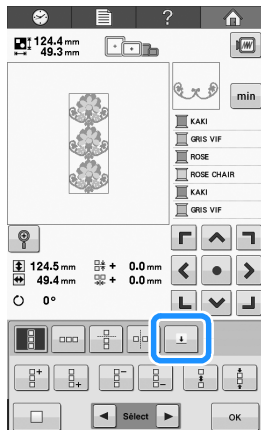 ?
124.4 mm
49.3 mm
min
KAKI
GRIS VIF
ROSE
ROSE CHAIR
KAKI
GRIS VIF
124.5 mm + 0.0 mm
49.4 mm + 0.0 mm
0°
Sélect
OK